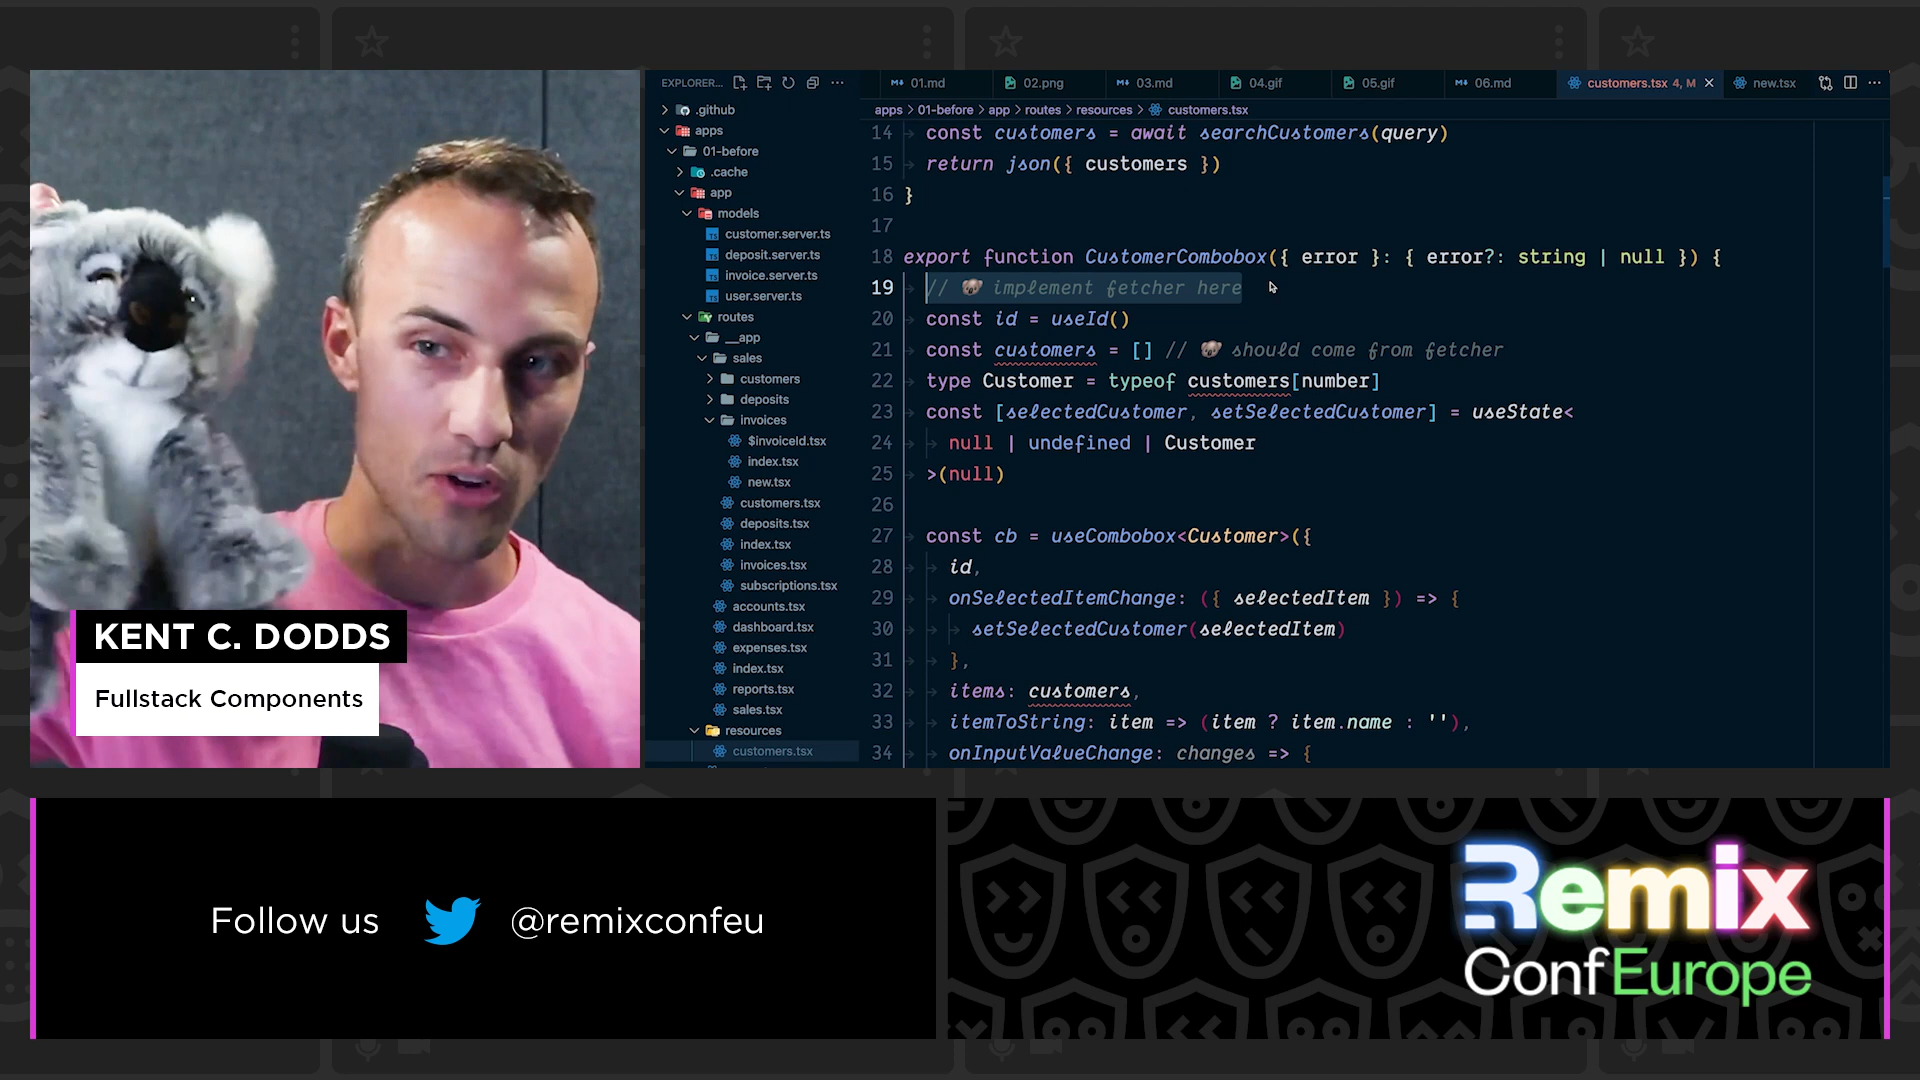 KENT C. DODDS
Fullstack Components
EXPLORER...
.github
apps
01-before
.cache
app
models
customer.server.ts
deposit.server.ts
invoice.server.ts
user.server.ts
routes
__app
sales
customers
deposits
invoices
$invoiceId.tsx
index.tsx
new.tsx
customers.tsx
deposits.tsx
index.tsx
invoices.tsx
subscriptions.tsx
accounts.tsx
dashboard.tsx
expenses.tsx
index.tsx
reports.tsx
sales.tsx
resources
customers.tsx
01.md 02.png 03.md 04.gif 05.gif 06.md customers.tsx 4, M new.tsx
apps > 01-before > app > routes > resources > customers.tsx
14 const customers = await searchCustomers(query)
15 return json({ customers })
16 }
17
18 export function CustomerCombobox({ error }: { error?: string | null }) {
19 // 🐨 implement fetcher here
20 const id = useId()
21 const customers = [] // 🐨 should come from fetcher
22 type Customer = typeof customers[number]
23 const [selectedCustomer, setSelectedCustomer] = useState<
24 null | undefined | Customer
25 >(null)
26
27 const cb = useCombobox<Customer>({
28 id,
29 onSelectedItemChange: ({ selectedItem }) => {
30 setSelectedCustomer(selectedItem)
31 },
32 items: customers,
33 itemToString: item => (item ? item.name : ''),
34 onInputValueChange: changes => {
Follow us @remixconfeu
Remix
ConfEurope